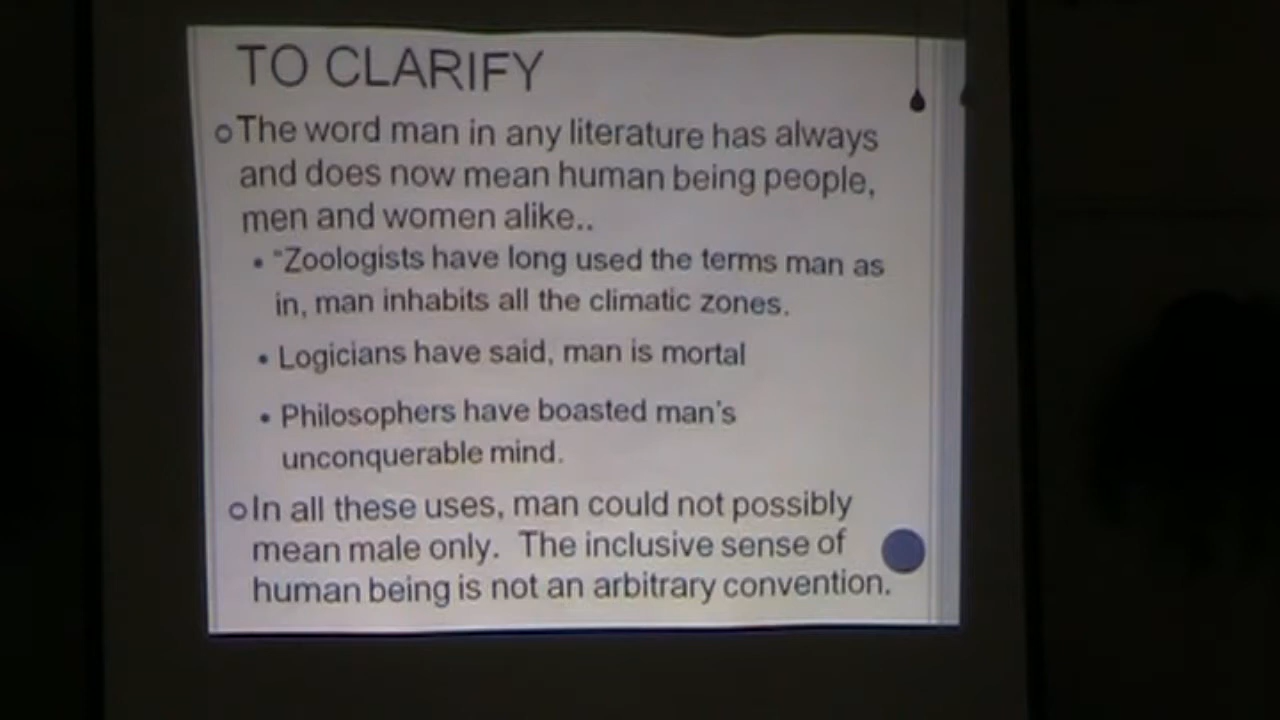 TO CLARIFY
The word man in any literature has always
and does now mean human being people,
men and women alike..
• "Zoologists have long used the terms man as
in, man inhabits all the climatic zones.
• Logicians have said, man is mortal
• Philosophers have boasted man's
unconquerable mind.
In all these uses, man could not possibly
mean male only. The inclusive sense of
human being is not an arbitrary convention.